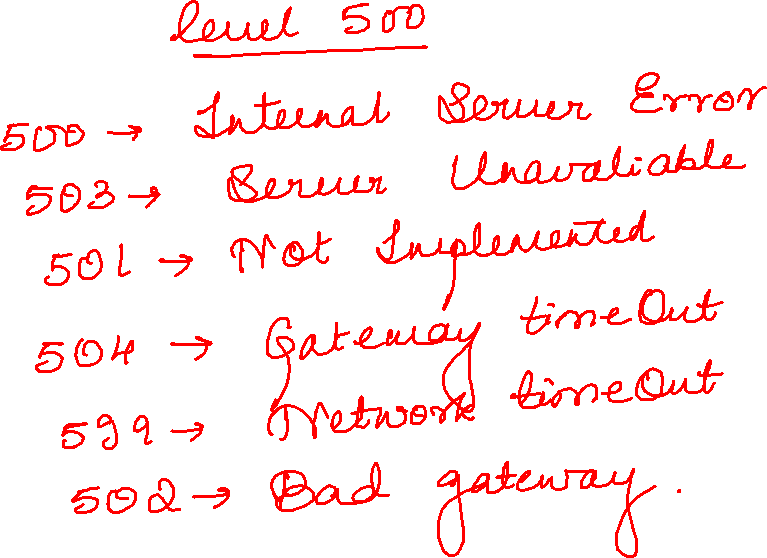 level 500
500 → Internal Server Error
503 → Server Unavaliable
501 → Not Implemented
504 → Gateway timeOut
599 → Network timeOut
502 → Bad gateway.